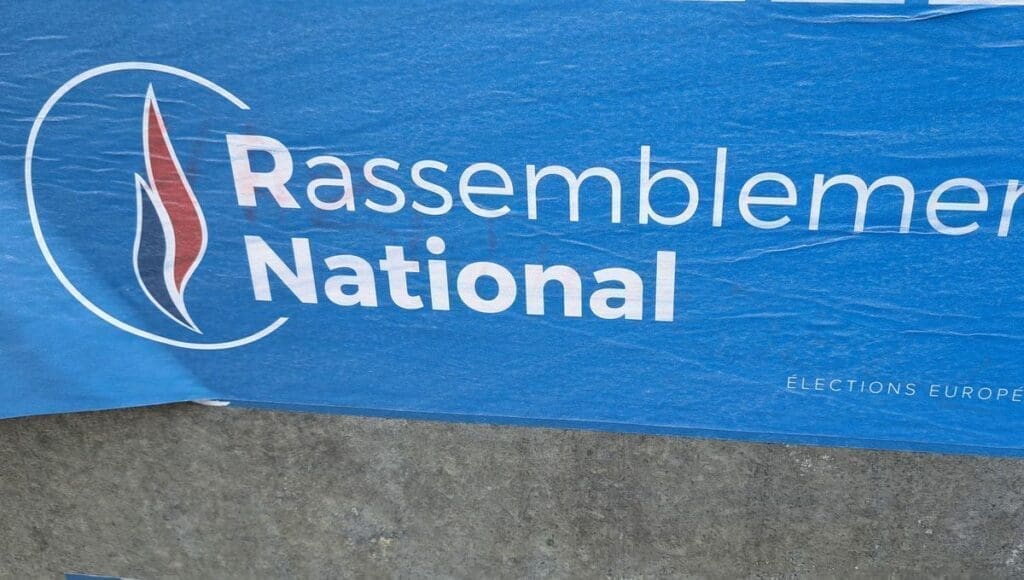 Rassemblemen
National
ÉLECTIONS EUROPÉ